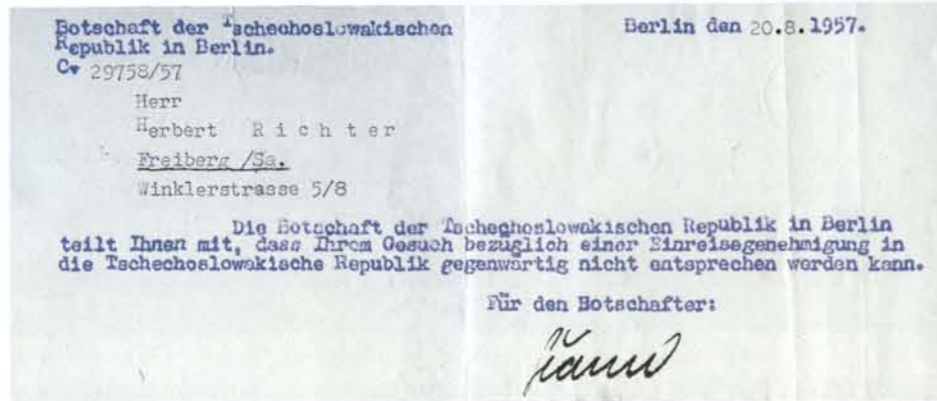 Botschaft der Tschechoslowakischen
Republik in Berlin.
Berlin den 20.8.1957.
C. 29758/57
Herr
Herbert Richter
Freiberg /Sa.
Winklerstrasse 5/8
Die Botschaft der Tschechoslowakischen Republik in Berlin
teilt Ihnen mit, dass Ihrem Gesuch bezüglich einer Einreisegenehmigung in
die Tschechoslowakische Republik gegenwärtig nicht entsprechen werden kann.
Für den Botschafter: